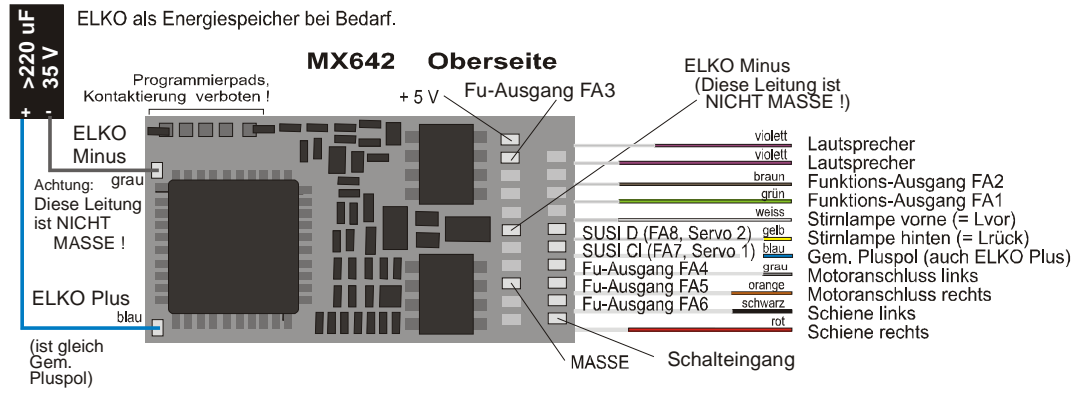 >220 uF
35 V
+ -
ELKO als Energiespeicher bei Bedarf.
MX642 Oberseite
Programmierpads,
Kontaktierung verboten !
+ 5 V
Fu-Ausgang FA3
ELKO Minus
(Diese Leitung ist
NICHT MASSE !)
ELKO
Minus
grau
Achtung:
Diese Leitung
ist NICHT
MASSE !
ELKO Plus
blau
(ist gleich
Gem.
Pluspol)
violett Lautsprecher
violett Lautsprecher
braun Funktions-Ausgang FA2
grün Funktions-Ausgang FA1
weiss Stirnlampe vorne (= Lvor)
SUSI D (FA8, Servo 2) gelb Stirnlampe hinten (= Lrück)
SUSI Cl (FA7, Servo 1) blau Gem. Pluspol (auch ELKO Plus)
Fu-Ausgang FA4 grau Motoranschluss links
Fu-Ausgang FA5 orange Motoranschluss rechts
Fu-Ausgang FA6 schwarz Schiene links
rot Schiene rechts
MASSE
Schalteingang